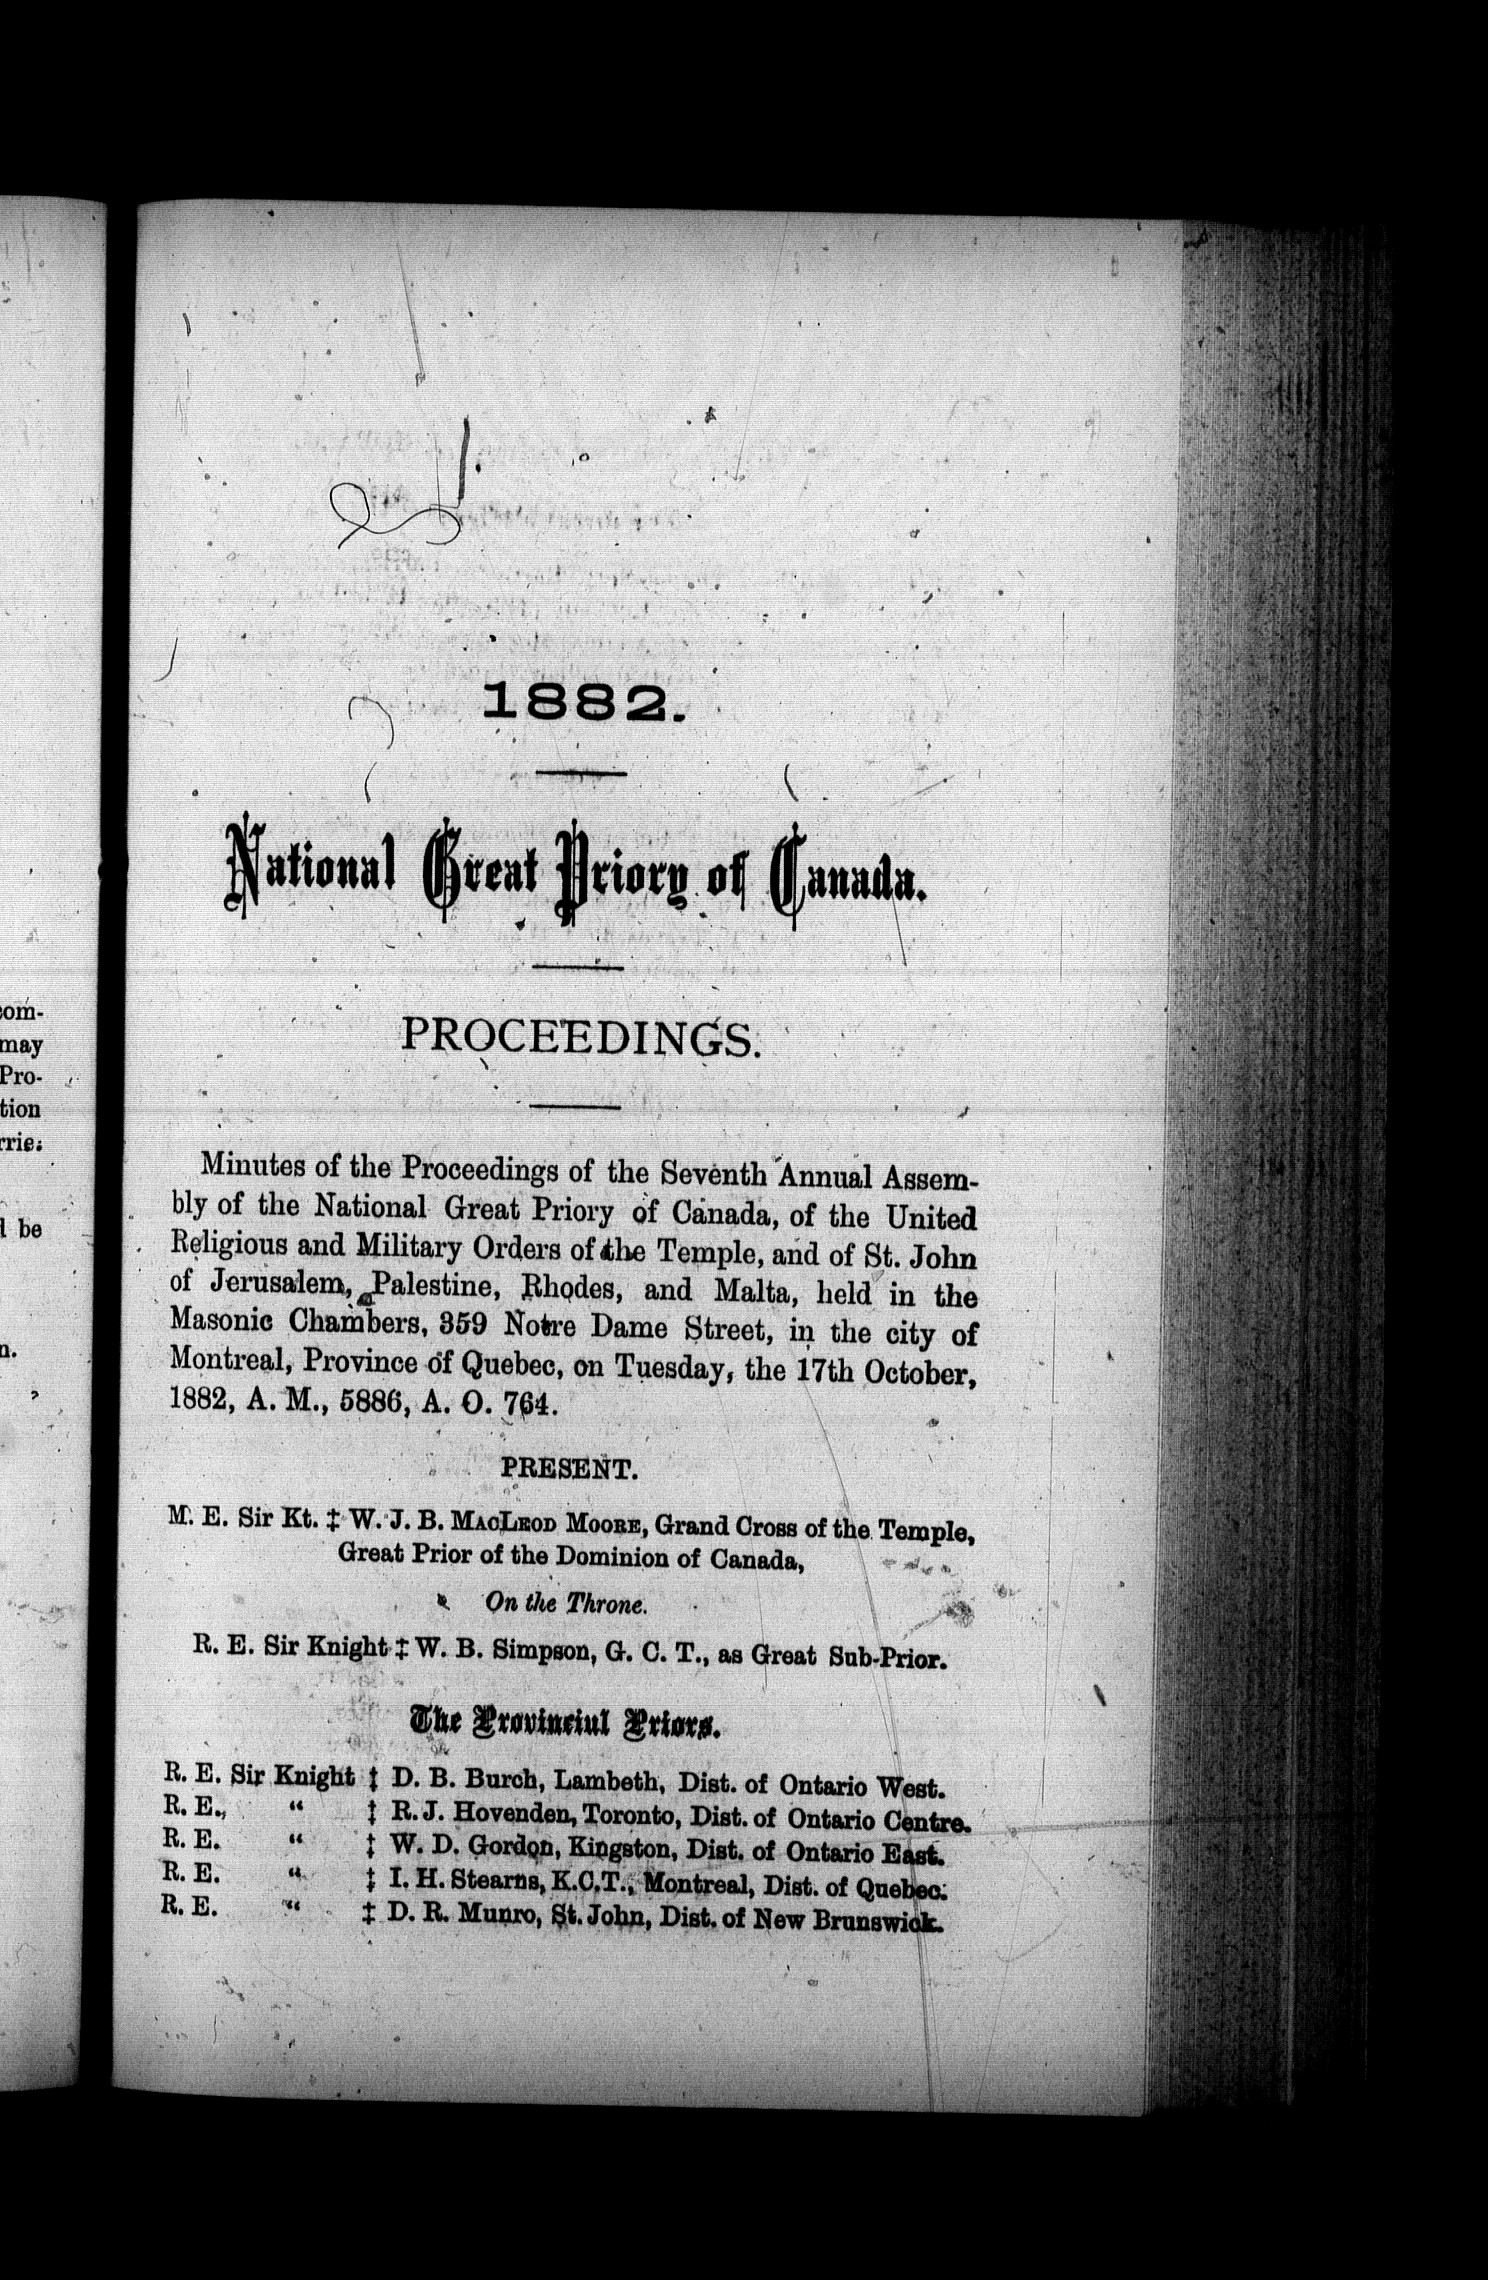 com-
may
Pro-
tion
rrie.
l be
n.
1882.
National Great Priory of Canada.
PROCEEDINGS.
Minutes of the Proceedings of the Seventh Annual Assem-
bly of the National Great Priory of Canada, of the United
Religious and Military Orders of the Temple, and of St. John
of Jerusalem, Palestine, Rhodes, and Malta, held in the
Masonic Chambers, 359 Notre Dame Street, in the city of
Montreal, Province of Quebec, on Tuesday, the 17th October,
1882, A. M., 5886, A. O. 764.
PRESENT.
M. E. Sir Kt. ‡ W. J. B. MacLeod Moore, Grand Cross of the Temple,
Great Prior of the Dominion of Canada,
On the Throne.
R. E. Sir Knight ‡ W. B. Simpson, G. C. T., as Great Sub-Prior.
The Provincial Priors.
R. E. Sir Knight ‡ D. B. Burch, Lambeth, Dist. of Ontario West.
R. E., “ ‡ R. J. Hovenden, Toronto, Dist. of Ontario Centre.
R. E. “ ‡ W. D. Gordon, Kingston, Dist. of Ontario East.
R. E. “ ‡ I. H. Stearns, K.C.T., Montreal, Dist. of Quebec.
R. E. “ ‡ D. R. Munro, St. John, Dist. of New Brunswick.